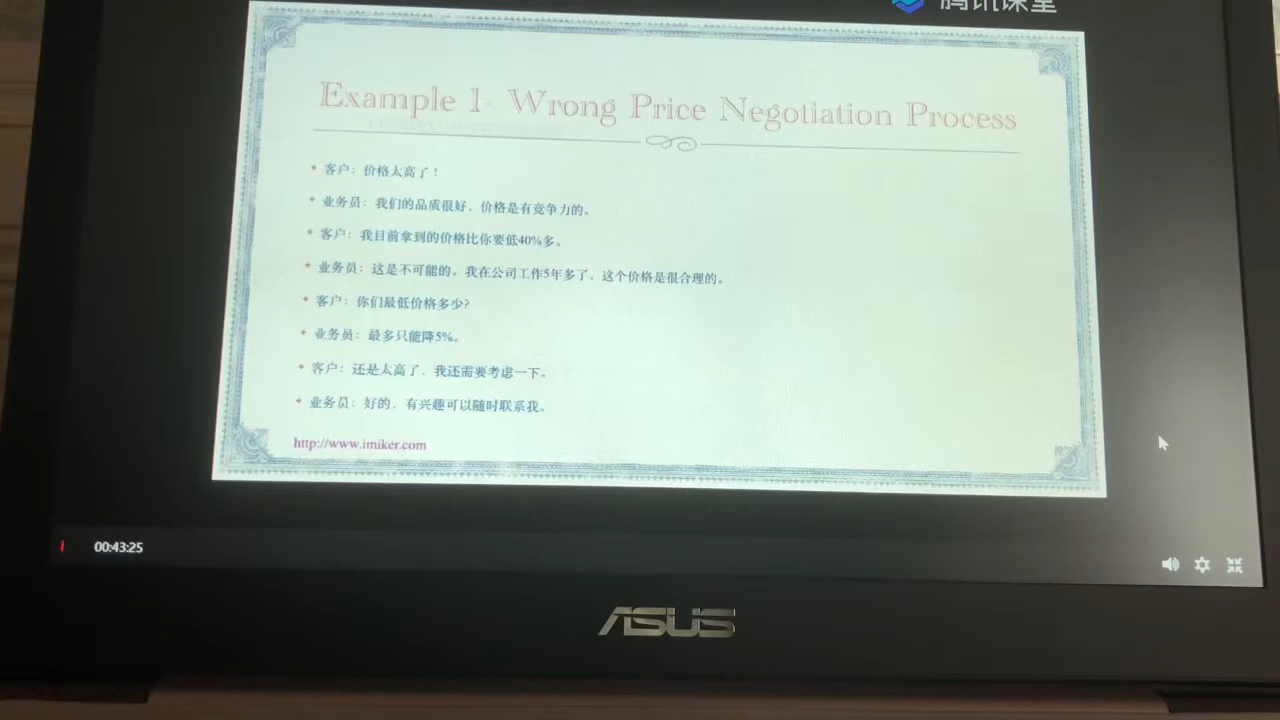 腾讯课堂
Example 1- Wrong Price Negotiation Process
客户：价格太高了！
业务员：我们的品质很好，价格是有竞争力的。
客户：我目前拿到的价格比你要低40%多。
业务员：这是不可能的。我在公司工作5年多了，这个价格是很合理的。
客户：你们最低价格多少?
业务员：最多只能降5%。
客户：还是太高了，我还需要考虑一下。
业务员：好的，有兴趣可以随时联系我。
http://www.imiker.com
00:43:25
ASUS